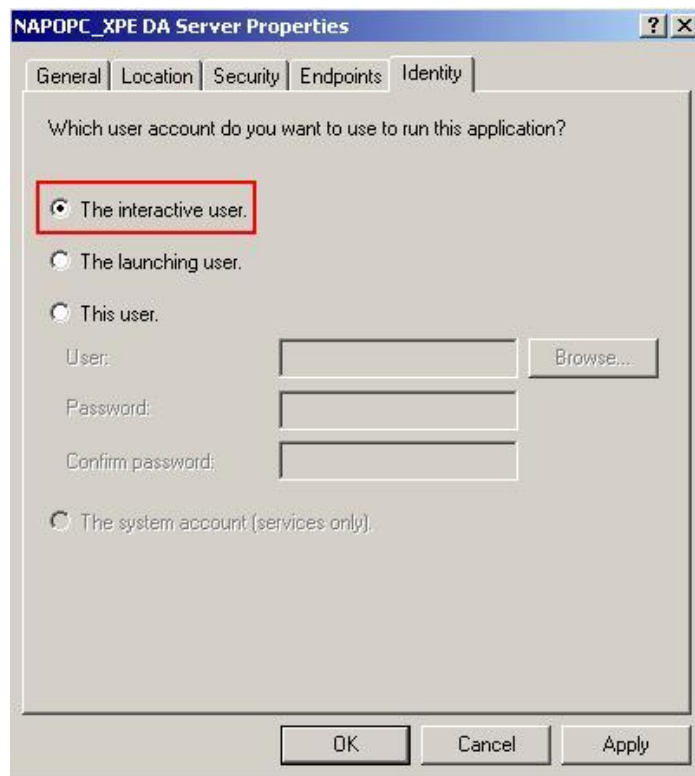 NAPOPC_XPE DA Server Properties
General Location Security Endpoints Identity
Which user account do you want to use to run this application?
The interactive user.
The launching user.
This user.
User:
Browse...
Password:
Confirm password:
The system account (services only).
OK Cancel Apply